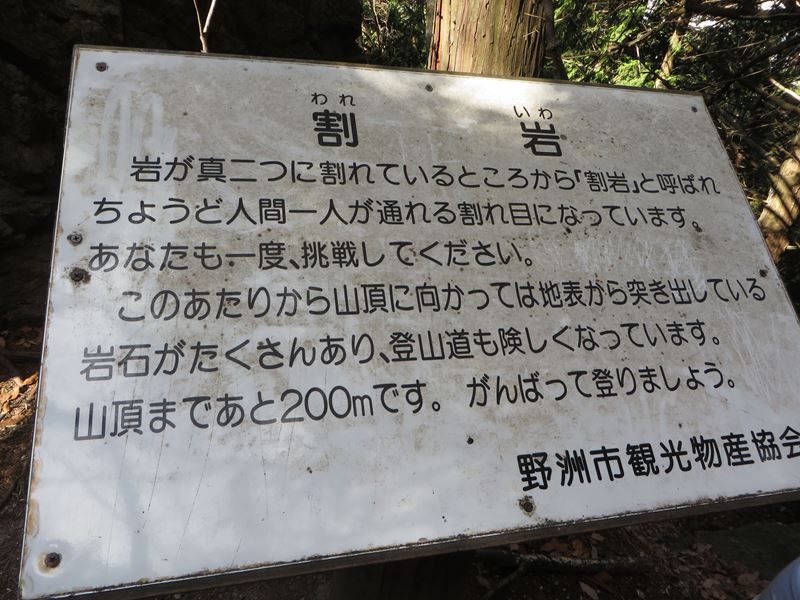 われ いわ
割 岩
岩が真二つに割れているところから「割岩」と呼ばれ
ちょうど人間一人が通れる割れ目になっています。
あなたも一度、挑戦してください。
このあたりから山頂に向かっては地表から突き出している
岩石がたくさんあり、登山道も険しくなっています。
山頂まであと200mです。がんばって登りましょう。
野洲市観光物産協会